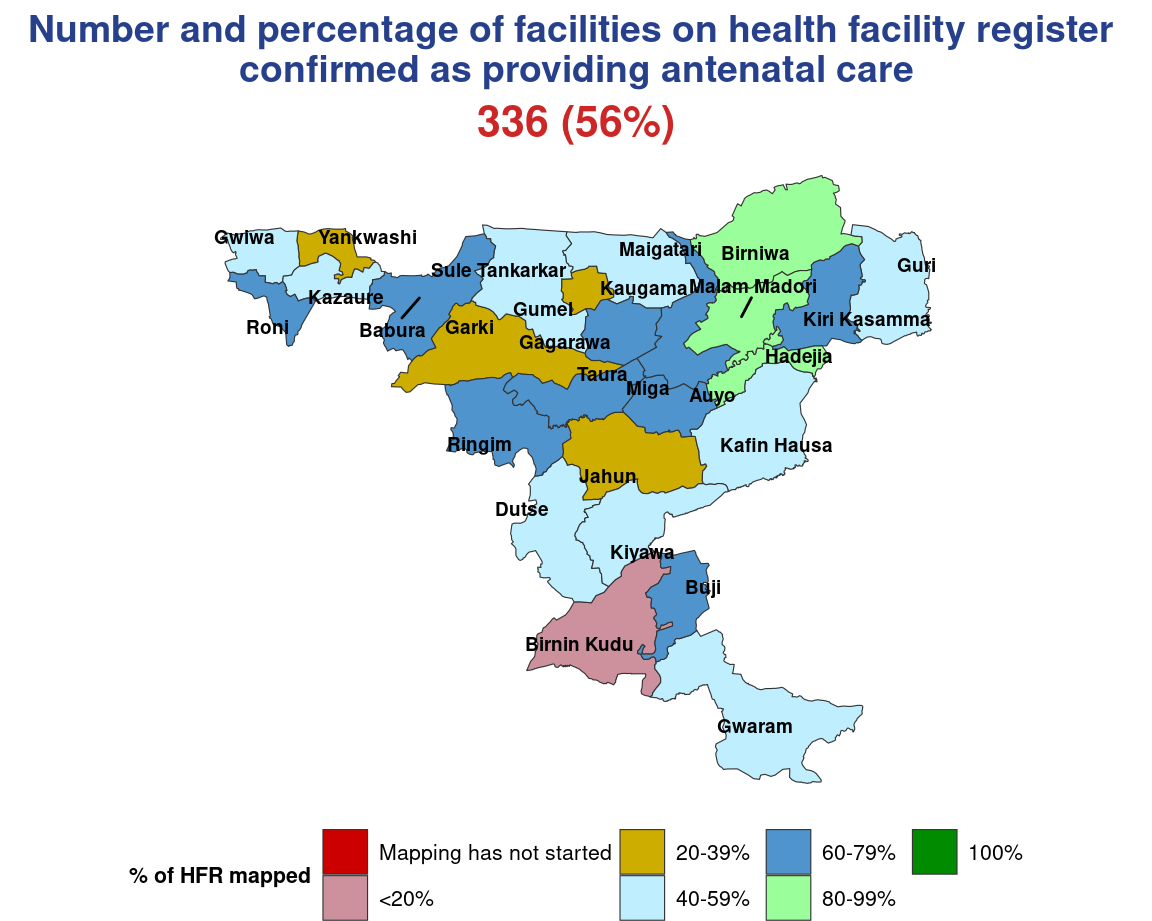 Number and percentage of facilities on health facility register
confirmed as providing antenatal care
336 (56%)
Gwiwa
Yankwashi
Maigatari
Birniwa
Guri
Sule Tankarkar
Kaugama
Malam Madori
Kazaure
Gumel
Kiri Kasamma
Roni
Babura
Garki
Gagarawa
Hadejia
Taura
Miga
Auyo
Ringim
Kafin Hausa
Jahun
Dutse
Kiyawa
Buji
Birnin Kudu
Gwaram
% of HFR mapped
Mapping has not started
<20%
20-39%
40-59%
60-79%
80-99%
100%